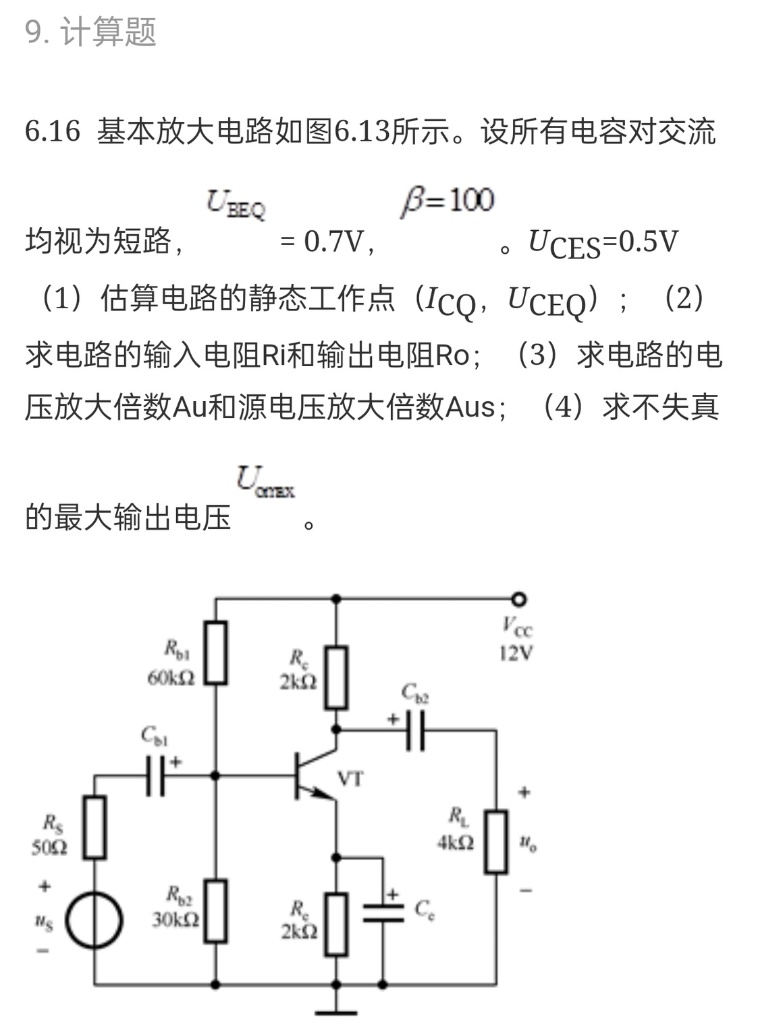 9. 计算题
6.16 基本放大电路如图6.13所示。设所有电容对交流
均视为短路，U_BEQ = 0.7V，β=100。U_CES=0.5V
（1）估算电路的静态工作点（I_CQ，U_CEQ）；（2）
求电路的输入电阻Ri和输出电阻Ro；（3）求电路的电
压放大倍数Au和源电压放大倍数Aus；（4）求不失真
的最大输出电压U_omax。
V_CC
12V
R_b1
60kΩ
R_c
2kΩ
C_b2
+
C_b1
+
VT
R_S
50Ω
R_L
4kΩ
+
u_o
−
+
u_S
−
R_b2
30kΩ
R_e
2kΩ
+
C_e